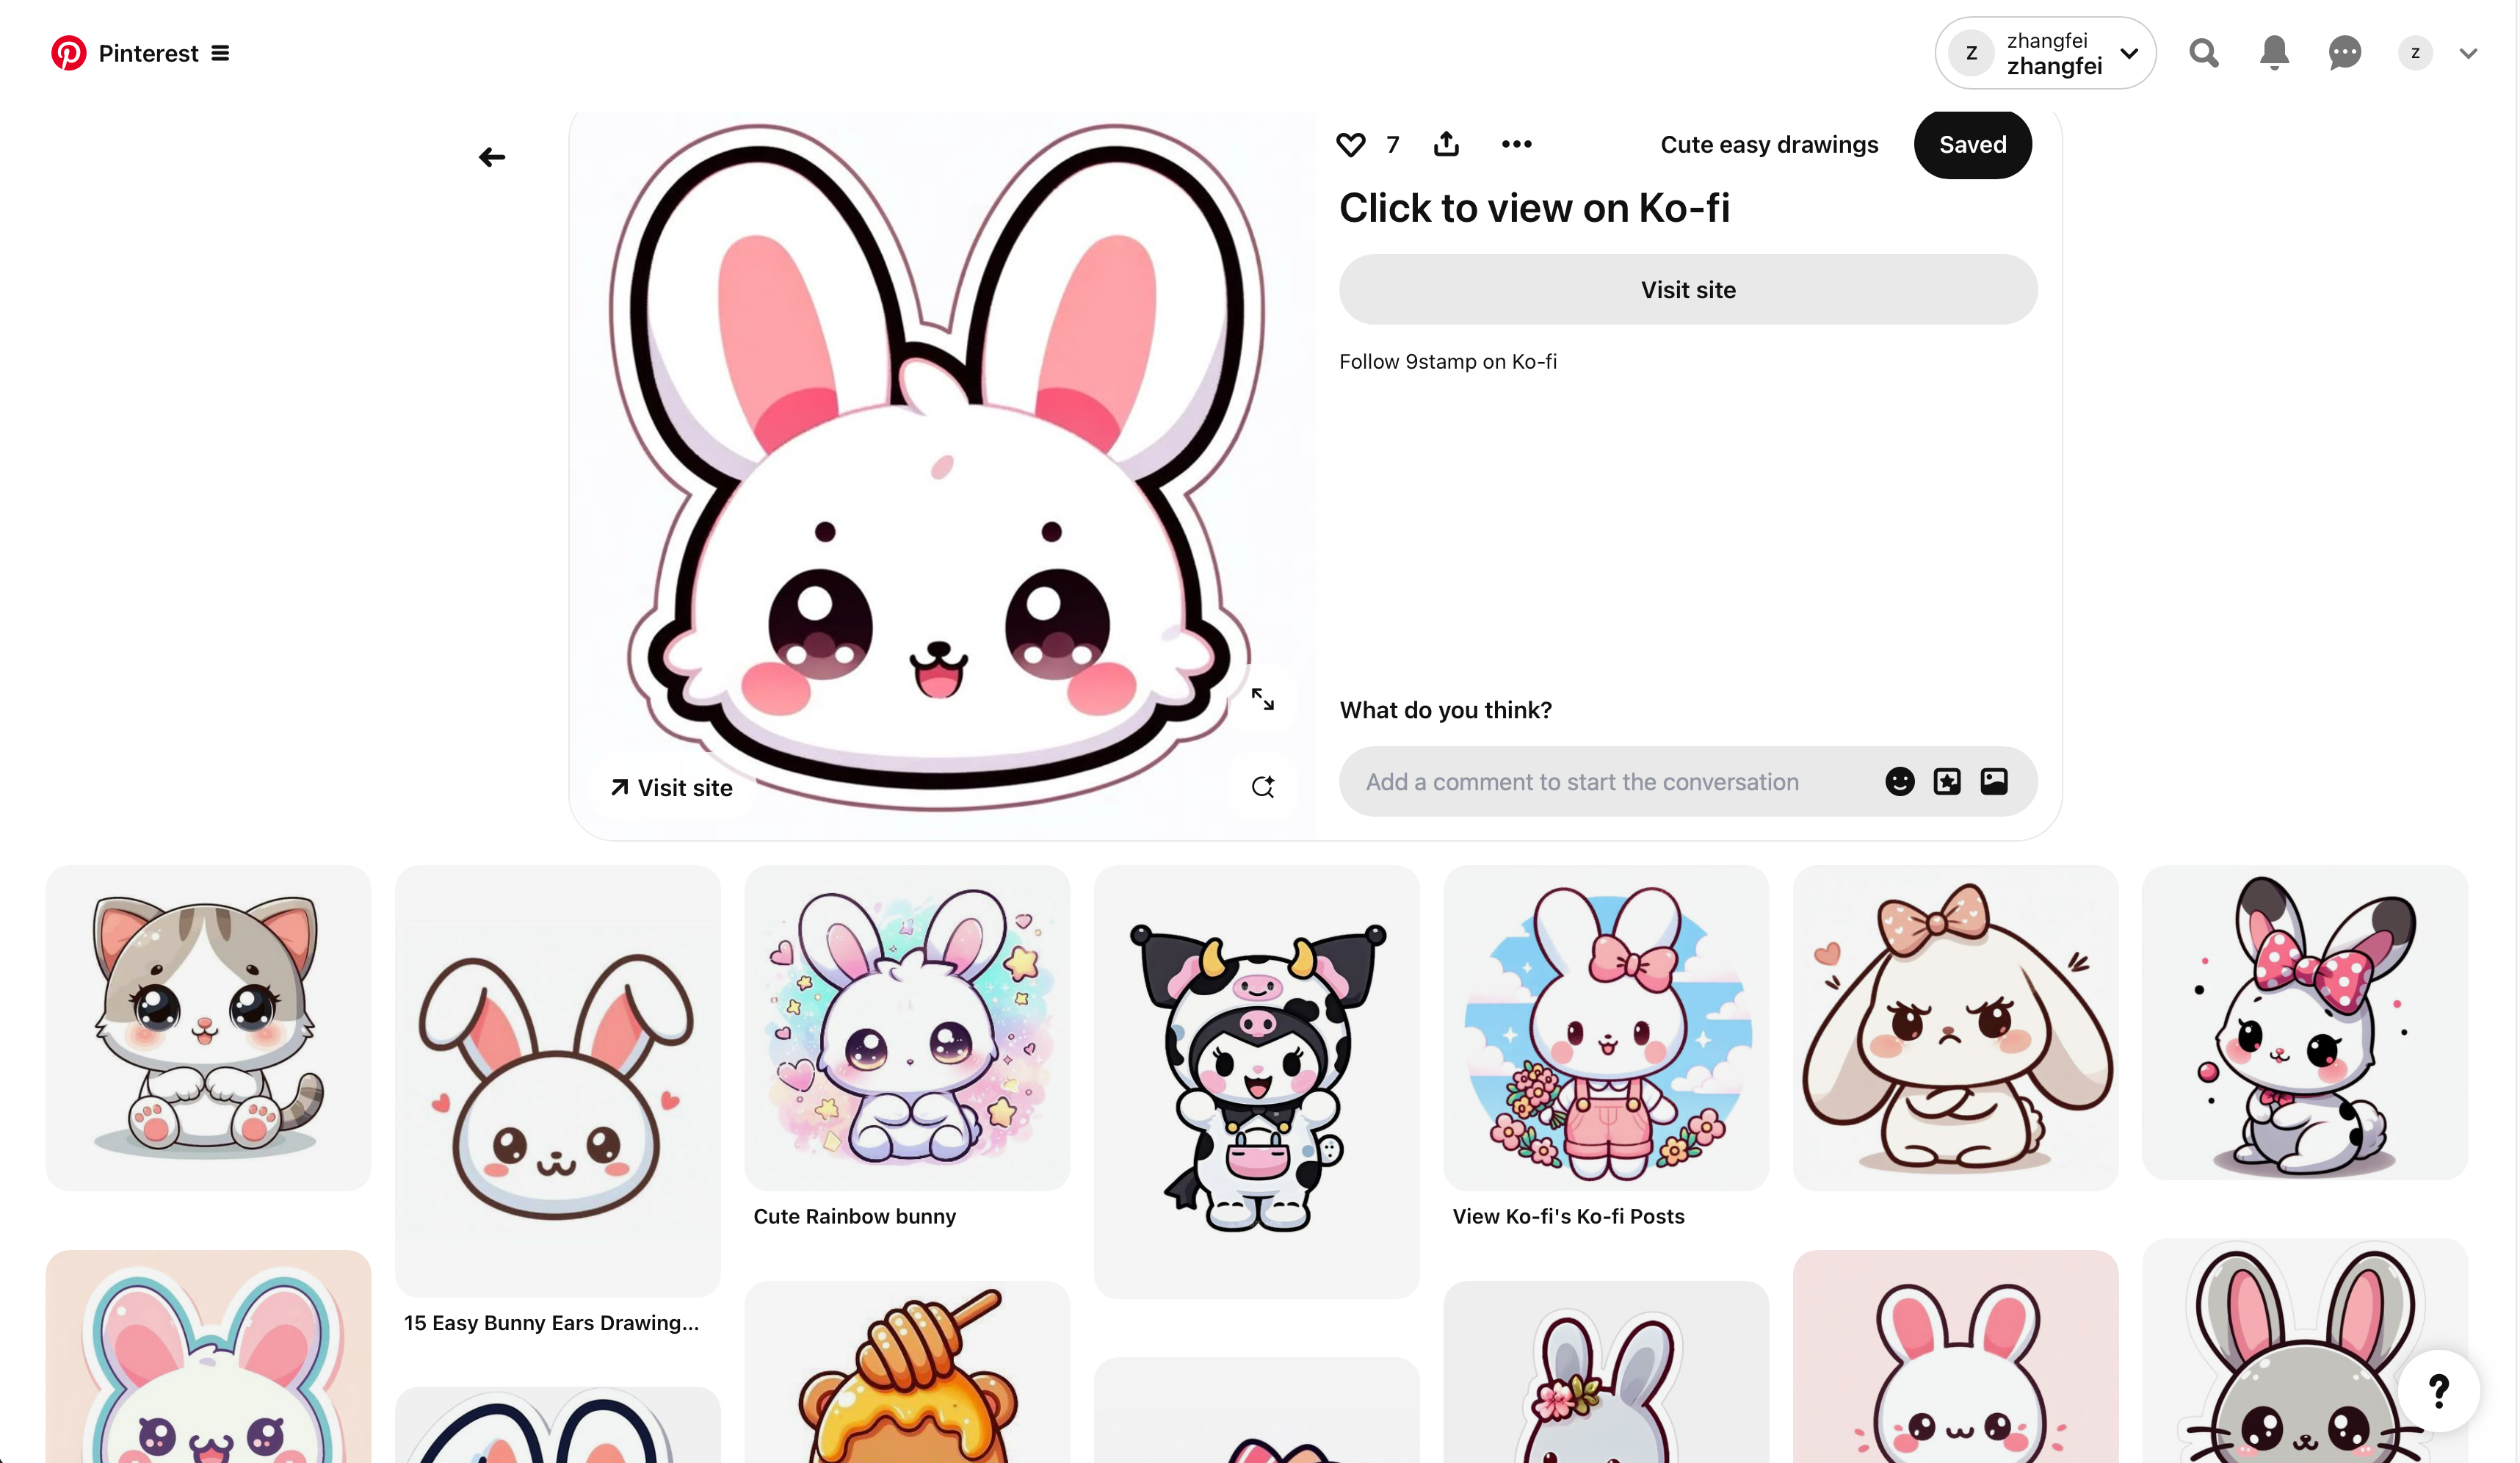 Pinterest
Z
zhangfei
zhangfei
Z
7
Cute easy drawings
Saved
Click to view on Ko-fi
Visit site
Follow 9stamp on Ko-fi
What do you think?
Add a comment to start the conversation
Visit site
Cute Rainbow bunny
View Ko-fi's Ko-fi Posts
15 Easy Bunny Ears Drawing...
?